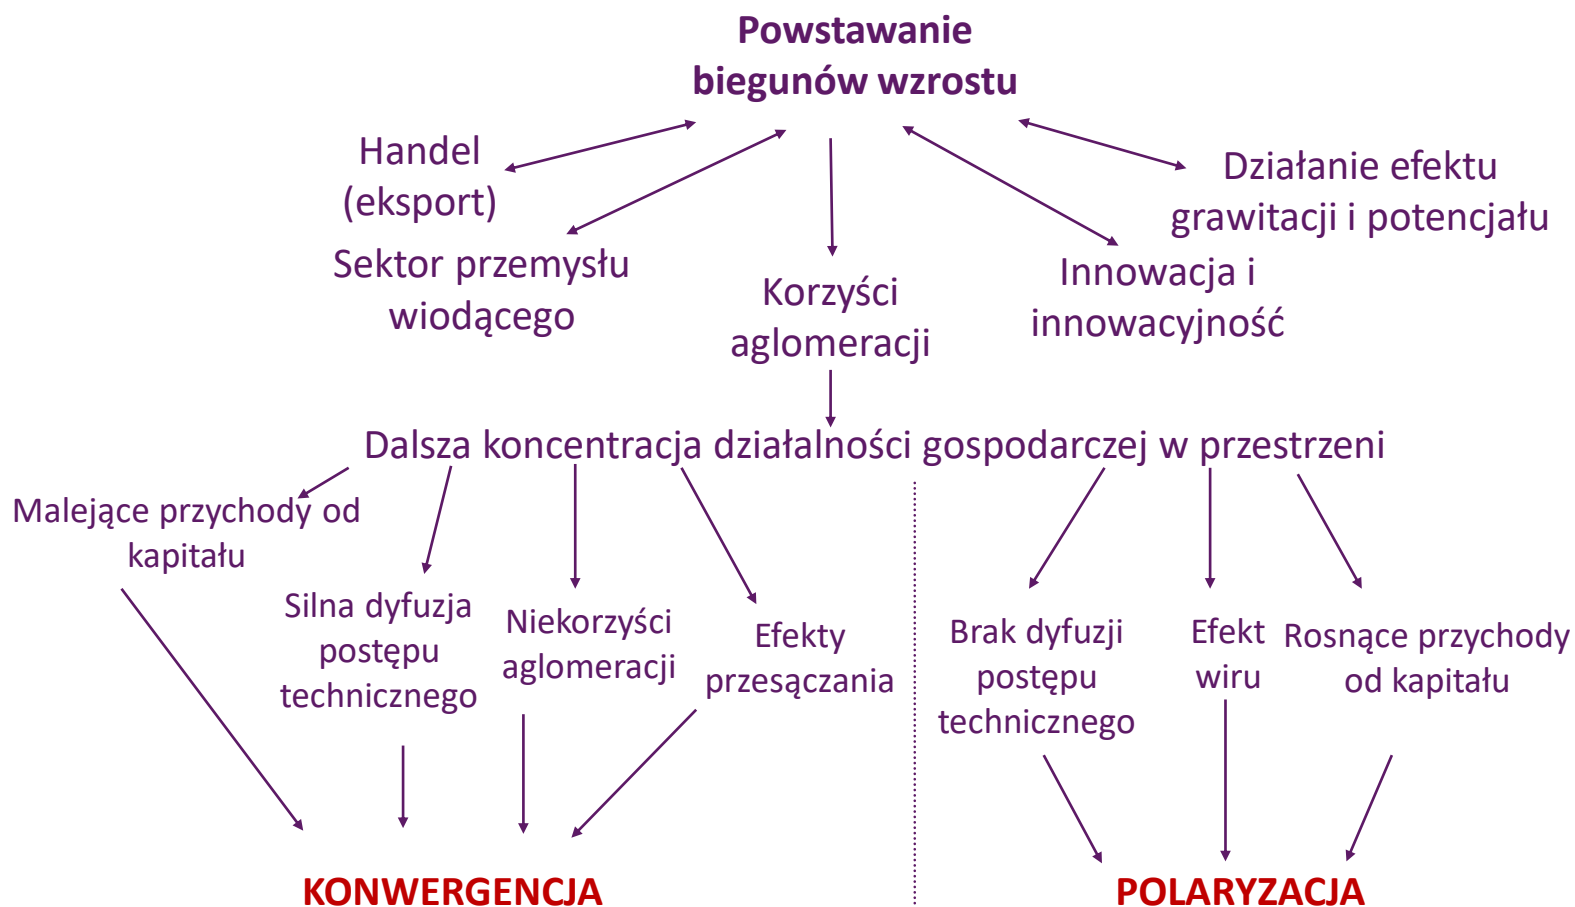 Powstawanie
biegunów wzrostu
Handel
(eksport)
Działanie efektu
grawitacji i potencjału
Sektor przemysłu
wiodącego
Korzyści
aglomeracji
Innowacja i
innowacyjność
Dalsza koncentracja działalności gospodarczej w przestrzeni
Malejące przychody od
kapitału
Silna dyfuzja
postępu
technicznego
Niekorzyści
aglomeracji
Efekty
przesączania
Brak dyfuzji
postępu
technicznego
Efekt
wiru
Rosnące przychody
od kapitału
KONWERGENCJA
POLARYZACJA